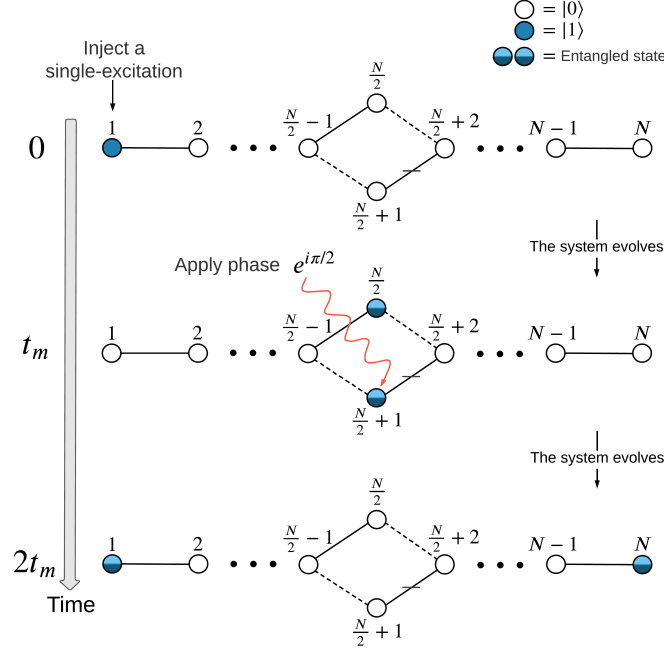 = |0⟩
= |1⟩
= Entangled state
Inject a
single-excitation
0
1
2
N/2 − 1
N/2
N/2 + 1
N/2 + 2
N − 1
N
The system evolves
Apply phase e^{iπ/2}
t_m
1
2
N/2 − 1
N/2
N/2 + 1
N/2 + 2
N − 1
N
The system evolves
2t_m
1
2
N/2 − 1
N/2
N/2 + 1
N/2 + 2
N − 1
N
Time